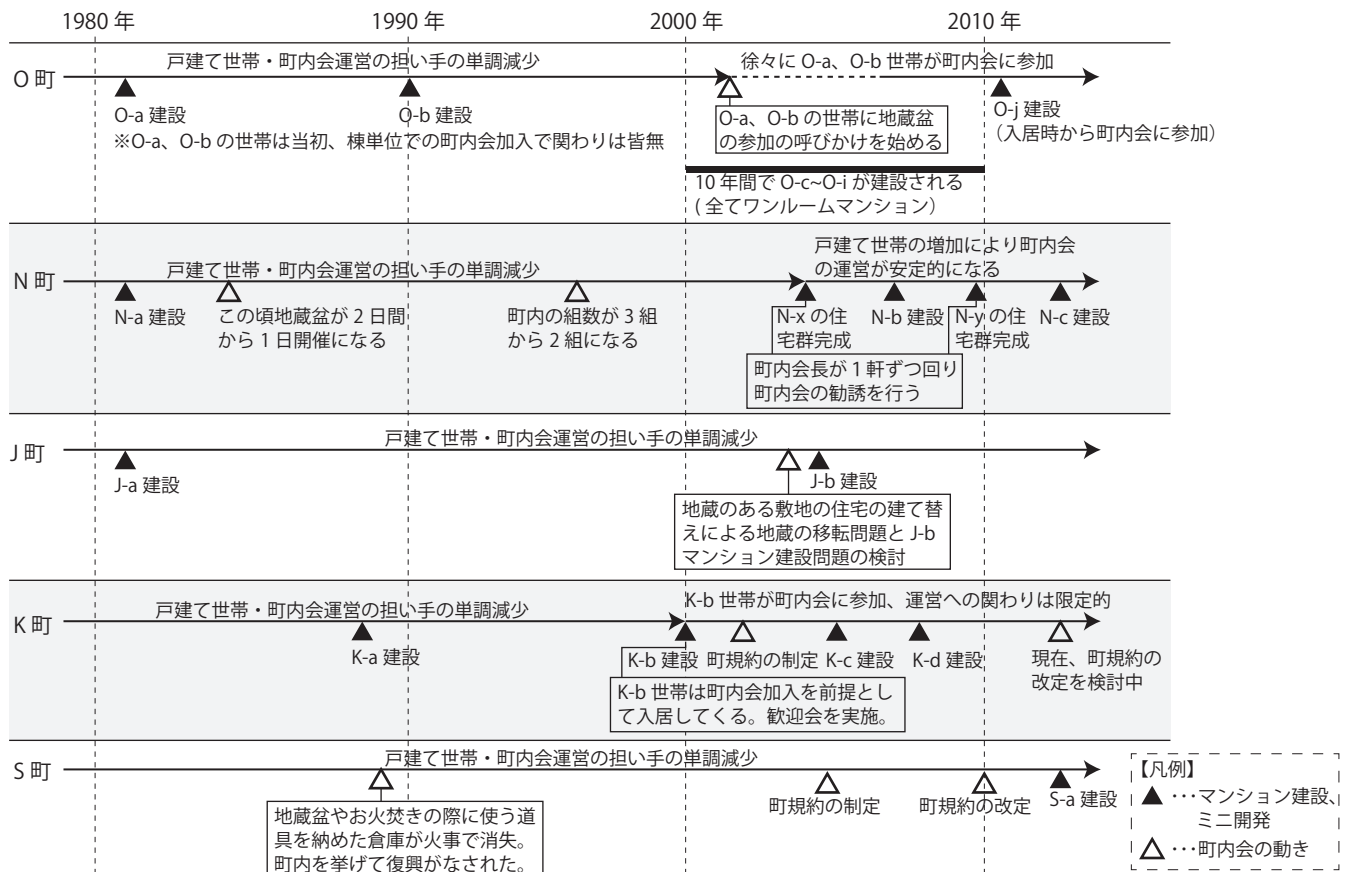 1980 年
1990 年
2000 年
2010 年
O 町
戸建て世帯・町内会運営の担い手の単調減少
徐々に O-a、O-b 世帯が町内会に参加
O-a 建設
O-b 建設
※O-a、O-b の世帯は当初、棟単位での町内会加入で関わりは皆無
O-a、O-b の世帯に地蔵盆
の参加の呼びかけを始める
O-j 建設
（入居時から町内会に参加）
10 年間で O-c~O-i が建設される
( 全てワンルームマンション）
N 町
戸建て世帯・町内会運営の担い手の単調減少
戸建て世帯の増加により町内会
の運営が安定的になる
N-a 建設
この頃地蔵盆が 2 日間
から 1 日開催になる
町内の組数が 3 組
から 2 組になる
N-x の住
宅群完成
N-b 建設
N-y の住
宅群完成
N-c 建設
町内会長が 1 軒ずつ回り
町内会の勧誘を行う
J 町
戸建て世帯・町内会運営の担い手の単調減少
J-a 建設
J-b 建設
地蔵のある敷地の住宅の建て替
えによる地蔵の移転問題と J-b
マンション建設問題の検討
K 町
戸建て世帯・町内会運営の担い手の単調減少
K-b 世帯が町内会に参加、運営への関わりは限定的
K-a 建設
K-b 建設
町規約の制定
K-c 建設
K-d 建設
現在、町規約の
改定を検討中
K-b 世帯は町内会加入を前提とし
て入居してくる。歓迎会を実施。
S 町
戸建て世帯・町内会運営の担い手の単調減少
地蔵盆やお火焚きの際に使う道
具を納めた倉庫が火事で消失。
町内を挙げて復興がなされた。
町規約の制定
町規約の改定
S-a 建設
【凡例】
▲ ･･･マンション建設、
ミニ開発
△ ･･･町内会の動き